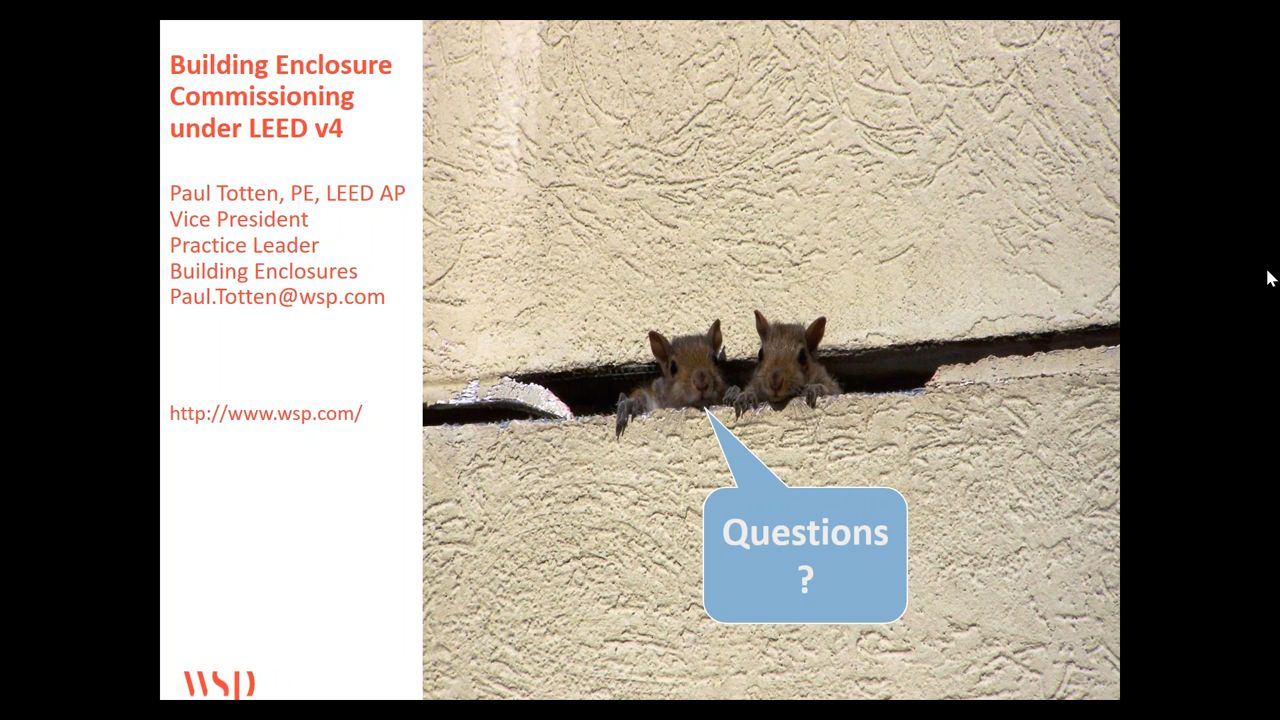 Building Enclosure
Commissioning
under LEED v4
Paul Totten, PE, LEED AP
Vice President
Practice Leader
Building Enclosures
Paul.Totten@wsp.com
http://www.wsp.com/
wsp
Questions
?